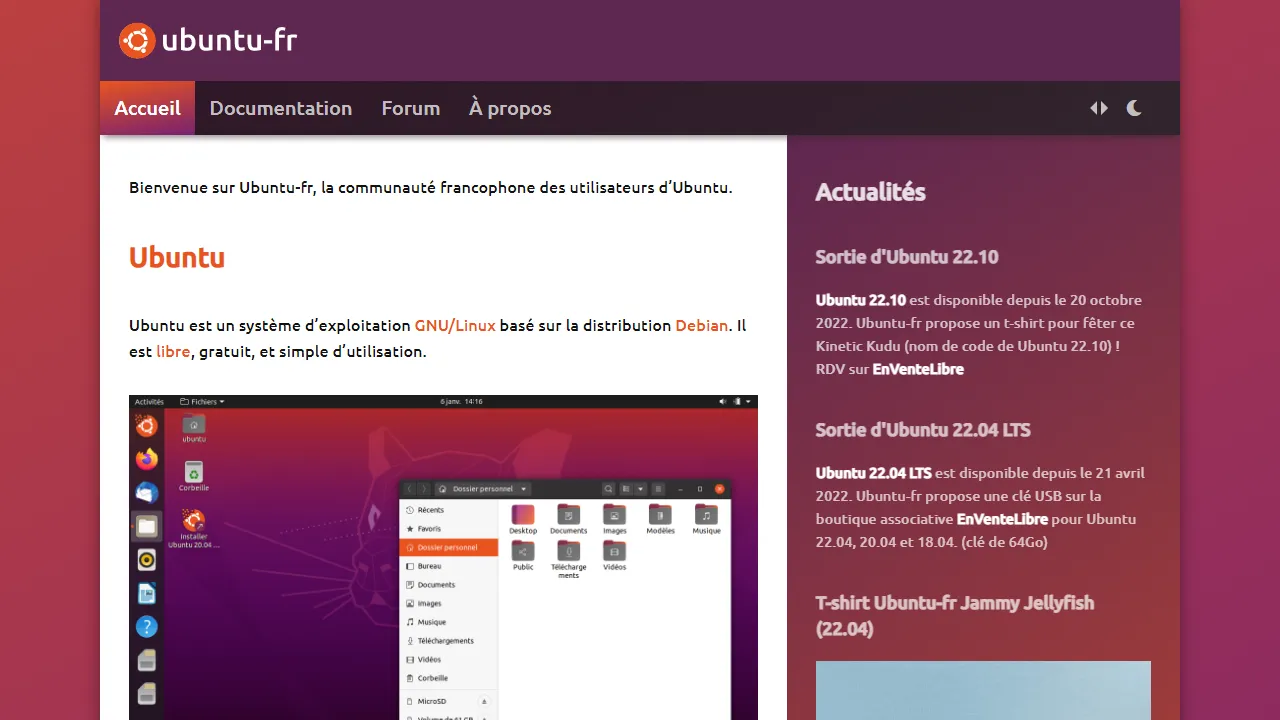 ubuntu-fr
Accueil
Documentation
Forum
À propos
Bienvenue sur Ubuntu-fr, la communauté francophone des utilisateurs d’Ubuntu.
Ubuntu
Ubuntu est un système d’exploitation GNU/Linux basé sur la distribution Debian. Il
est libre, gratuit, et simple d’utilisation.
Activités
Fichiers
6 janv. 14:16
ubuntu
Corbeille
Installer
Ubuntu 20.04 ...
Dossier personnel
Récents
Favoris
Dossier personnel
Bureau
Documents
Images
Musique
Téléchargements
Vidéos
Corbeille
MicroSD
Desktop
Documents
Images
Modèles
Musique
Public
Télécharge
ments
Vidéos
Actualités
Sortie d'Ubuntu 22.10
Ubuntu 22.10 est disponible depuis le 20 octobre
2022. Ubuntu-fr propose un t-shirt pour fêter ce
Kinetic Kudu (nom de code de Ubuntu 22.10) !
RDV sur EnVenteLibre
Sortie d'Ubuntu 22.04 LTS
Ubuntu 22.04 LTS est disponible depuis le 21 avril
2022. Ubuntu-fr propose une clé USB sur la
boutique associative EnVenteLibre pour Ubuntu
22.04, 20.04 et 18.04. (clé de 64Go)
T-shirt Ubuntu-fr Jammy Jellyfish
(22.04)